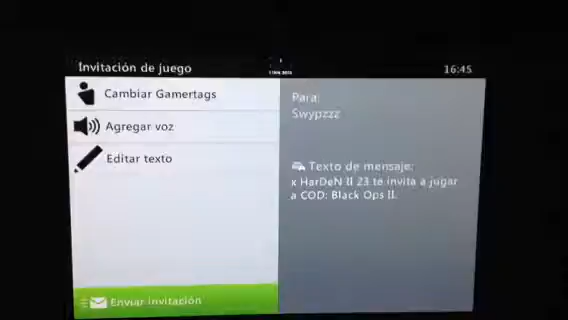 Invitación de juego
16:45
Cambiar Gamertags
Agregar voz
Editar texto
Enviar invitación
Para:
Swypzzz
Texto de mensaje:
x HarDeN II 23 te invita a jugar
a COD: Black Ops II.